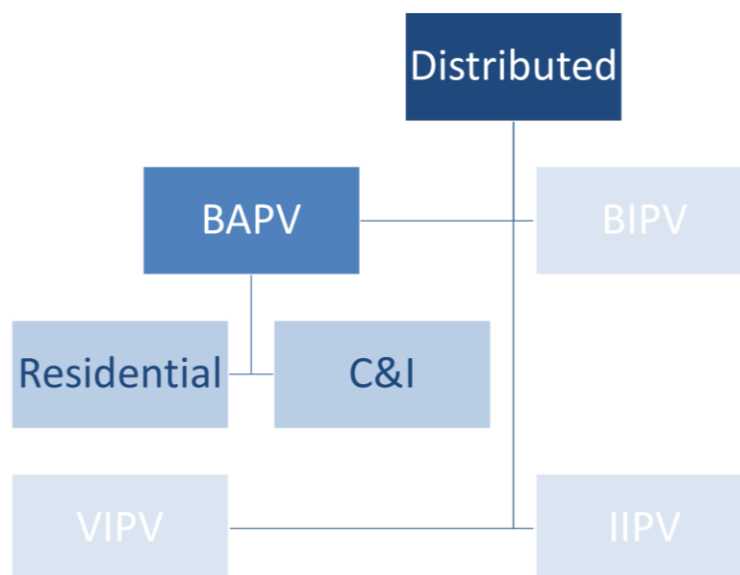 Distributed
BAPV
BIPV
Residential
C&I
VIPV
IIPV